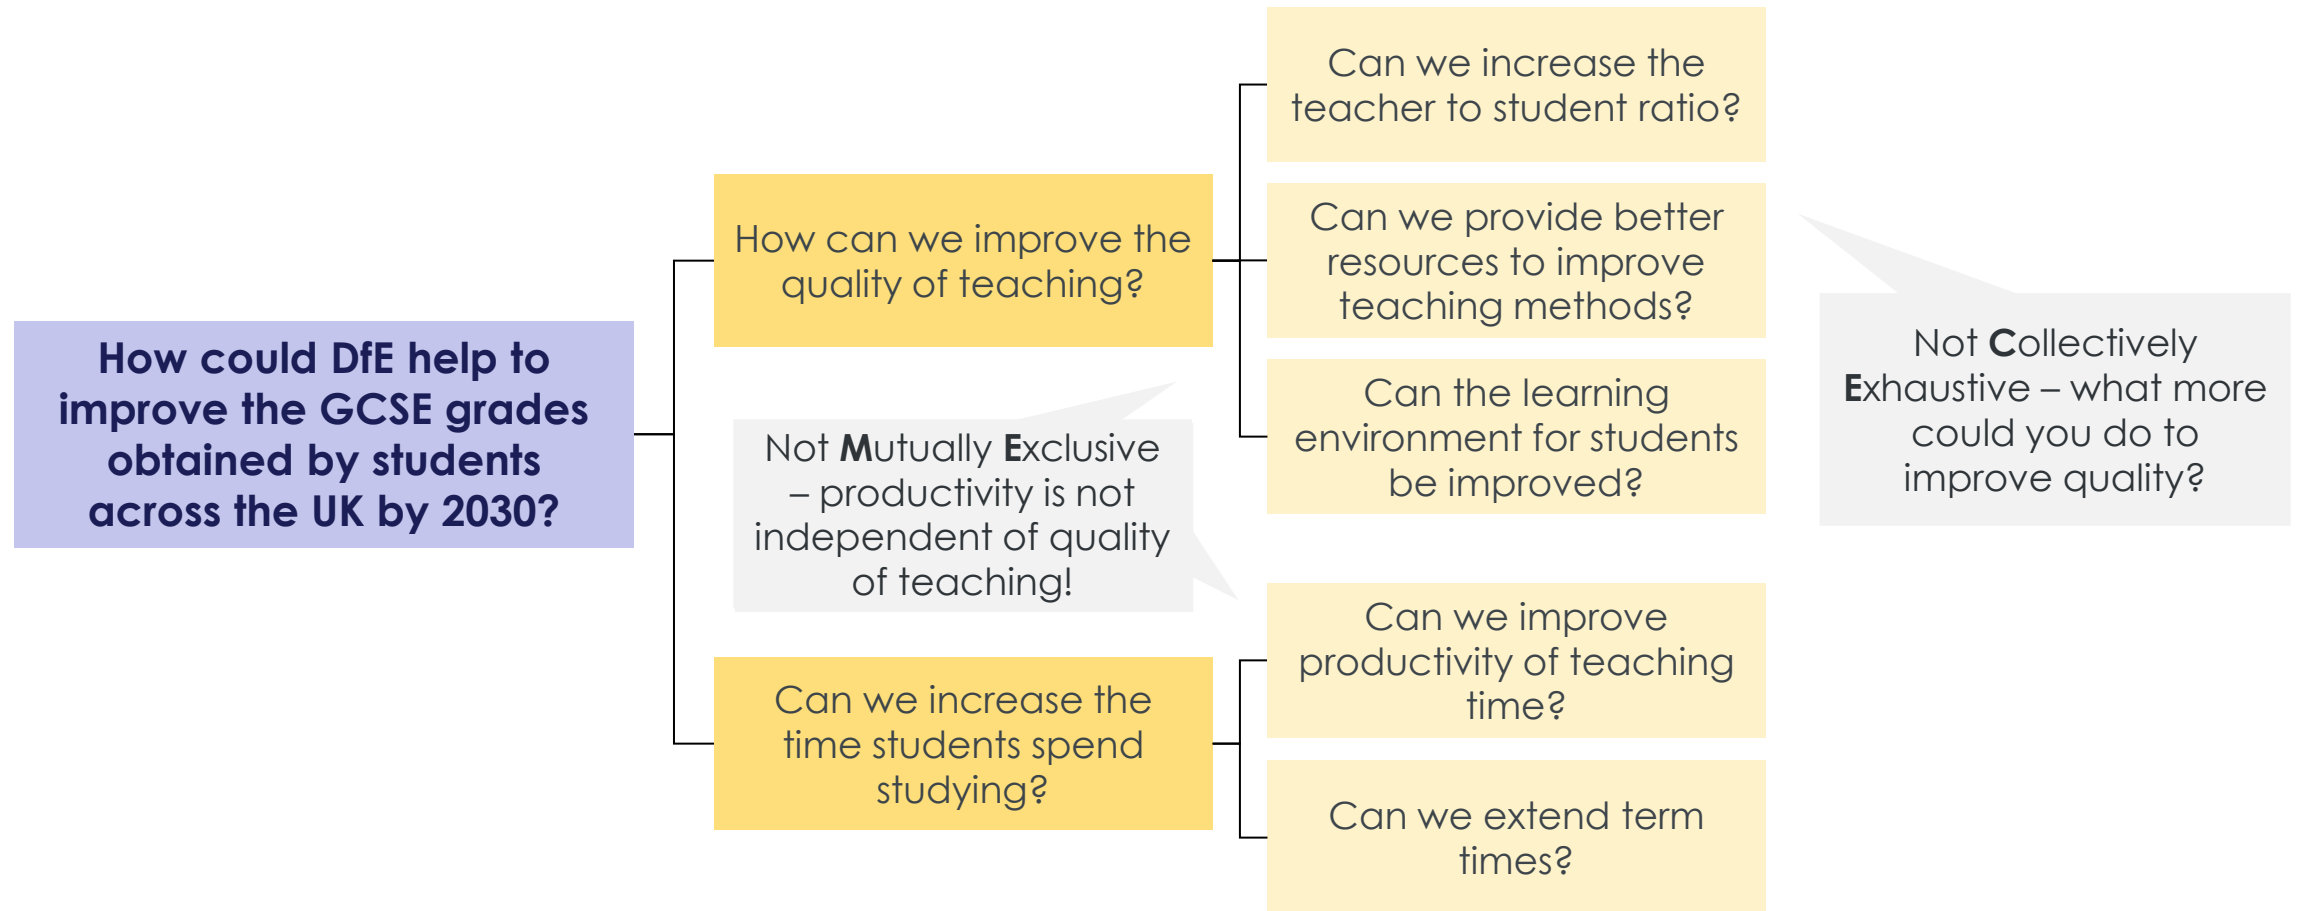 How could DfE help to
improve the GCSE grades
obtained by students
across the UK by 2030?
How can we improve the
quality of teaching?
Can we increase the
teacher to student ratio?
Can we provide better
resources to improve
teaching methods?
Can the learning
environment for students
be improved?
Not Collectively
Exhaustive – what more
could you do to
improve quality?
Not Mutually Exclusive
– productivity is not
independent of quality
of teaching!
Can we increase the
time students spend
studying?
Can we improve
productivity of teaching
time?
Can we extend term
times?